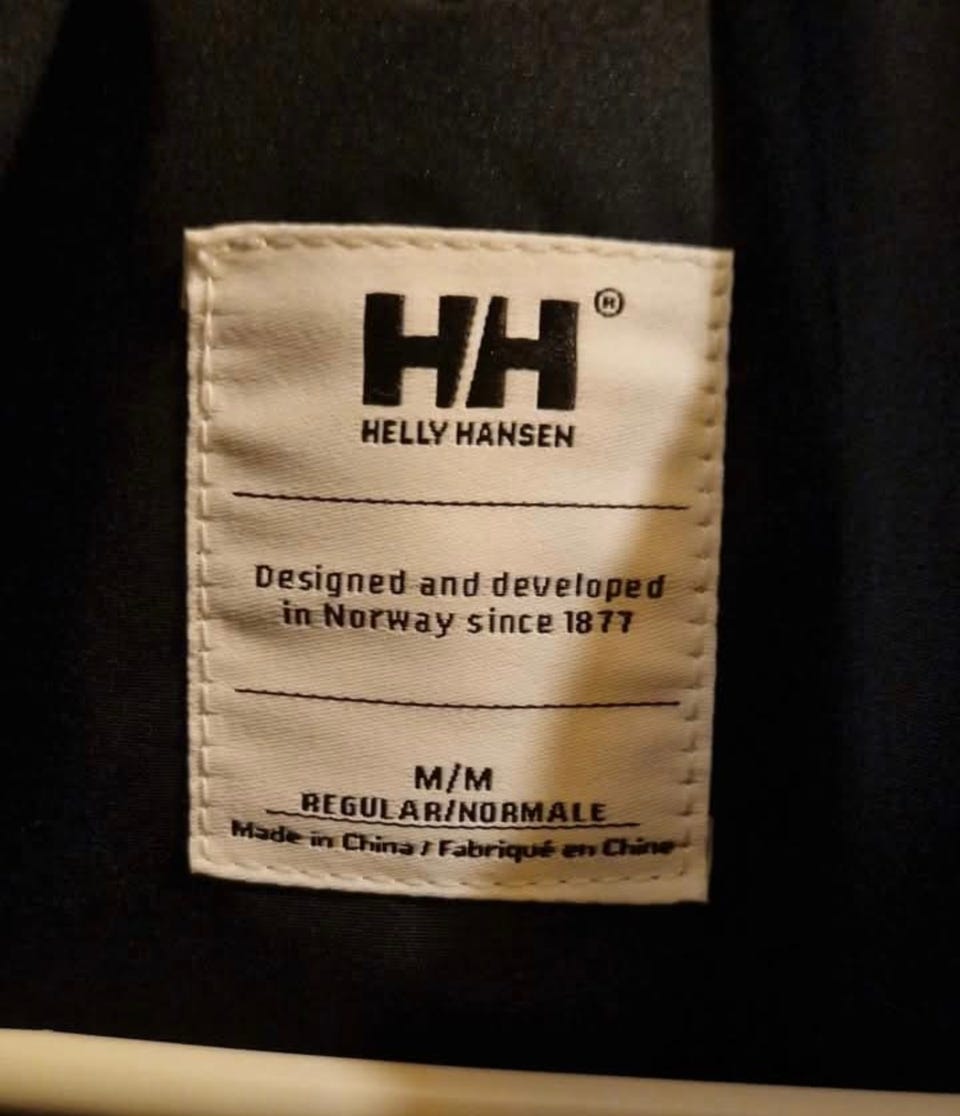 HH®
HELLY HANSEN
Designed and developed
in Norway since 1877
M/M
REGULAR/NORMALE
Made in China / Fabriqué en Chine